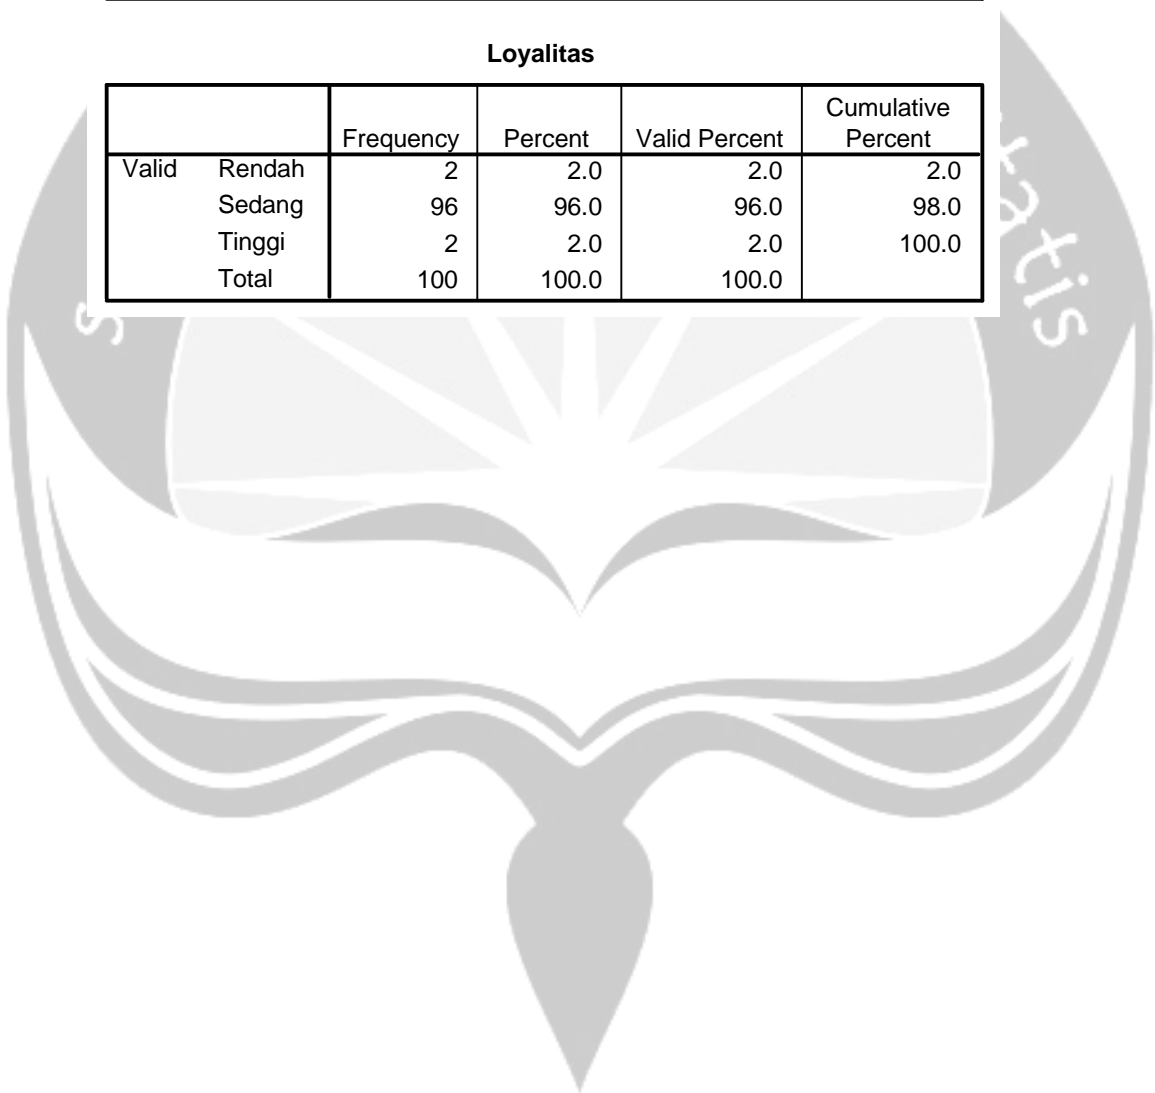 Loyalitas
Cumulative
Frequency Percent Valid Percent Percent
Valid Rendah 2 2.0 2.0 2.0
Sedang 96 96.0 96.0 98.0
Tinggi 2 2.0 2.0 100.0
Total 100 100.0 100.0